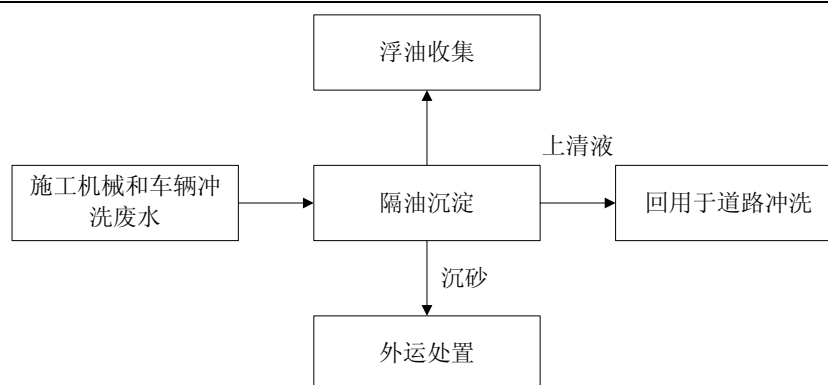 浮油收集
上清液
施工机械和车辆冲
洗废水
隔油沉淀
回用于道路冲洗
沉砂
外运处置